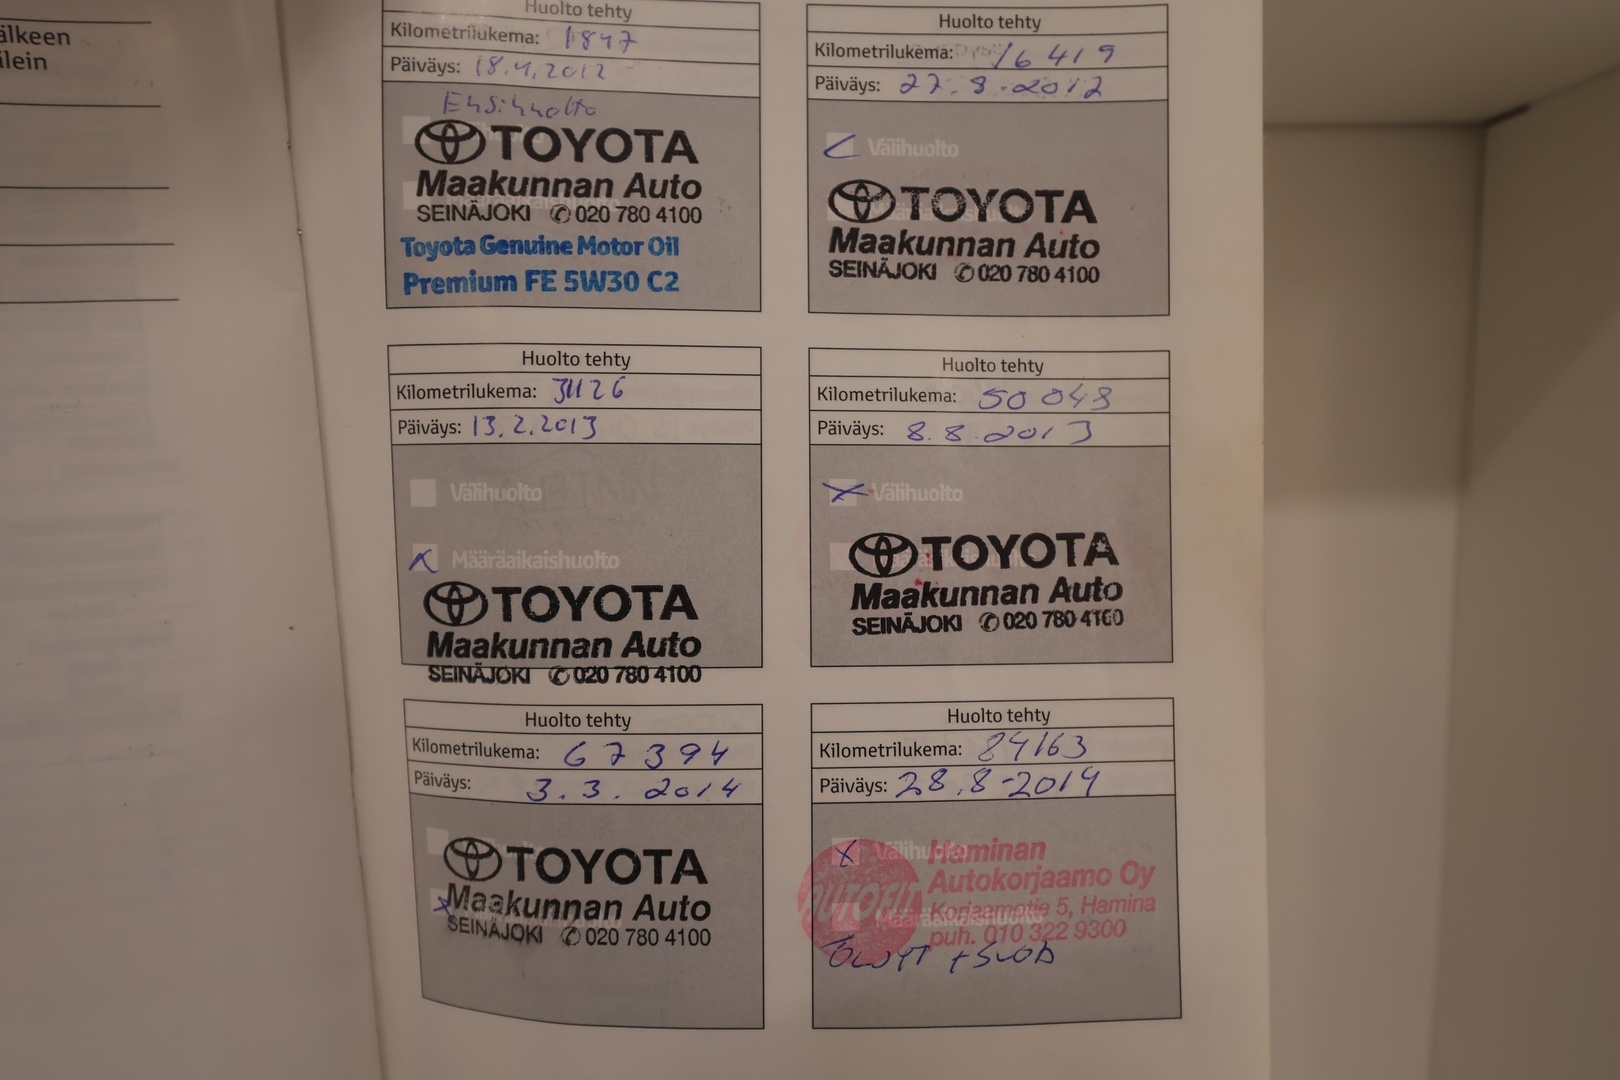 älkeen
ilein
Huolto tehty
Kilometrilukema: 1847
Päiväys: 18.4.2012
Ensihuolto
TOYOTA
Maakunnan Auto
SEINÄJOKI 020 780 4100
Toyota Genuine Motor Oil
Premium FE 5W30 C2
Huolto tehty
Kilometrilukema: 16419
Päiväys: 27.8.2012
Välihuolto
TOYOTA
Maakunnan Auto
SEINÄJOKI 020 780 4100
Huolto tehty
Kilometrilukema: 31126
Päiväys: 13.2.2013
Välihuolto
Määräaikaishuolto
TOYOTA
Maakunnan Auto
SEINÄJOKI 020 780 4100
Huolto tehty
Kilometrilukema: 50048
Päiväys: 8.8.2013
Välihuolto
TOYOTA
Maakunnan Auto
SEINÄJOKI 020 780 4100
Huolto tehty
Kilometrilukema: 67394
Päiväys: 3.3.2014
TOYOTA
Maakunnan Auto
SEINÄJOKI 020 780 4100
Huolto tehty
Kilometrilukema: 84163
Päiväys: 28.8-2014
Välihuolto
Haminan
Autokorjaamo Oy
AUTOFIT
Korjaamotie 5, Hamina
Määräaikaishuolto
puh. 010 322 9300
ÖLJYT + SUOD